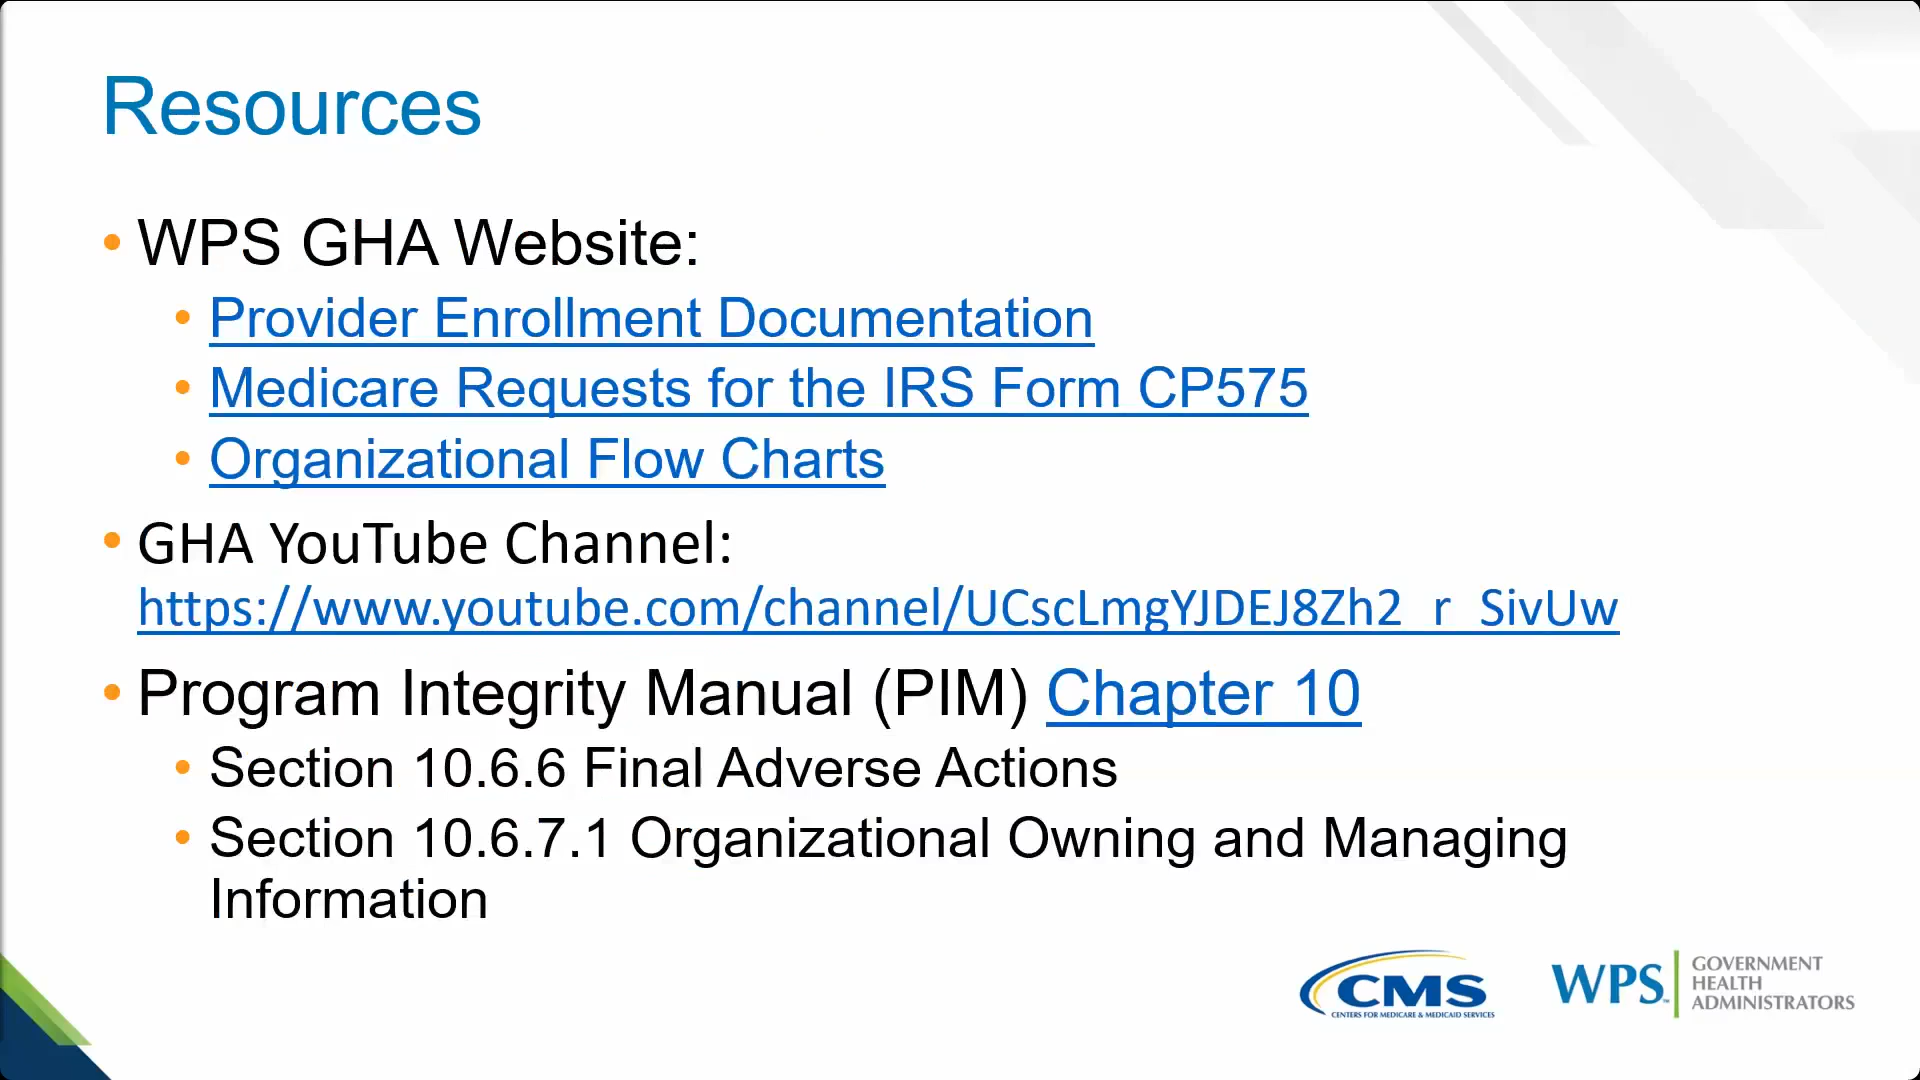 Resources
• WPS GHA Website:
• Provider Enrollment Documentation
• Medicare Requests for the IRS Form CP575
• Organizational Flow Charts
• GHA YouTube Channel:
https://www.youtube.com/channel/UCscLmgYJDEJ8Zh2_r_SivUw
• Program Integrity Manual (PIM) Chapter 10
• Section 10.6.6 Final Adverse Actions
• Section 10.6.7.1 Organizational Owning and Managing
Information
CMS
CENTERS FOR MEDICARE & MEDICAID SERVICES
WPS™
GOVERNMENT
HEALTH
ADMINISTRATORS